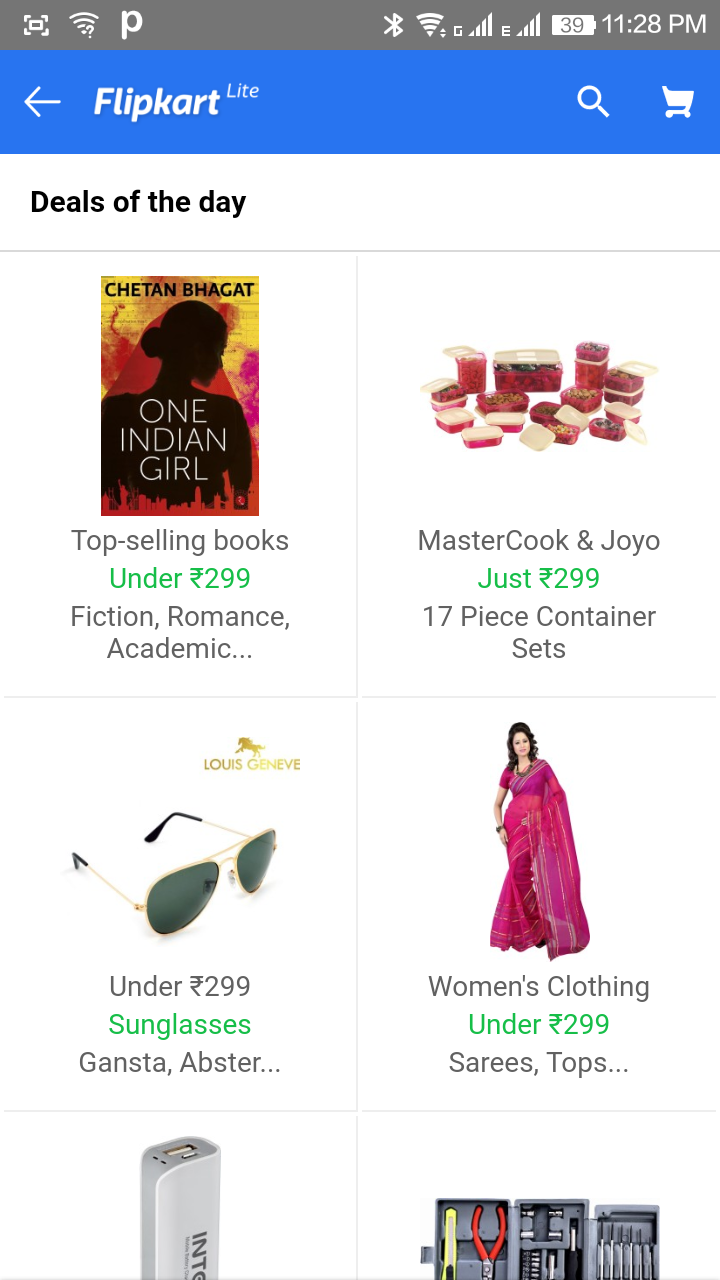 p
G
E
39
11:28 PM
Flipkart Lite
Deals of the day
CHETAN BHAGAT
ONE
INDIAN
GIRL
Top-selling books
Under ₹299
Fiction, Romance,
Academic...
MasterCook & Joyo
Just ₹299
17 Piece Container
Sets
LOUIS GENEVE
Under ₹299
Sunglasses
Gansta, Abster...
Women's Clothing
Under ₹299
Sarees, Tops...